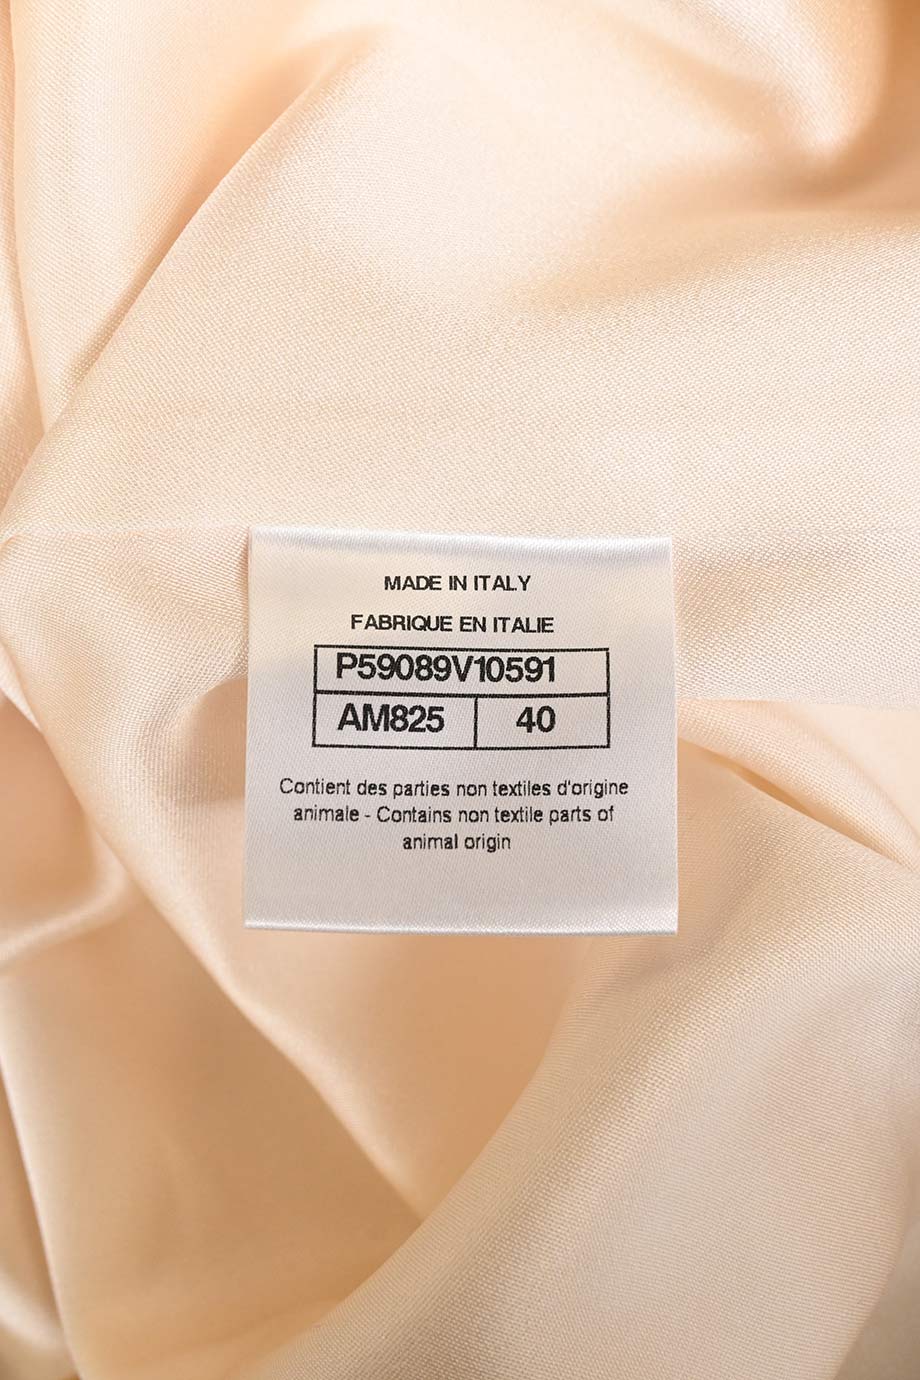 MADE IN ITALY
FABRIQUE EN ITALIE
P59089V10591
AM825 40
Contient des parties non textiles d'origine
animale - Contains non textile parts of
animal origin